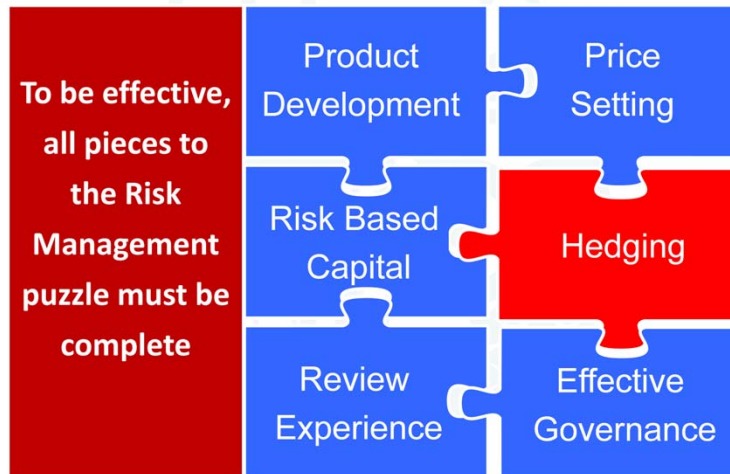 To be effective,
all pieces to
the Risk
Management
puzzle must be
complete
Product
Development
Price
Setting
Risk Based
Capital
Hedging
Review
Experience
Effective
Governance